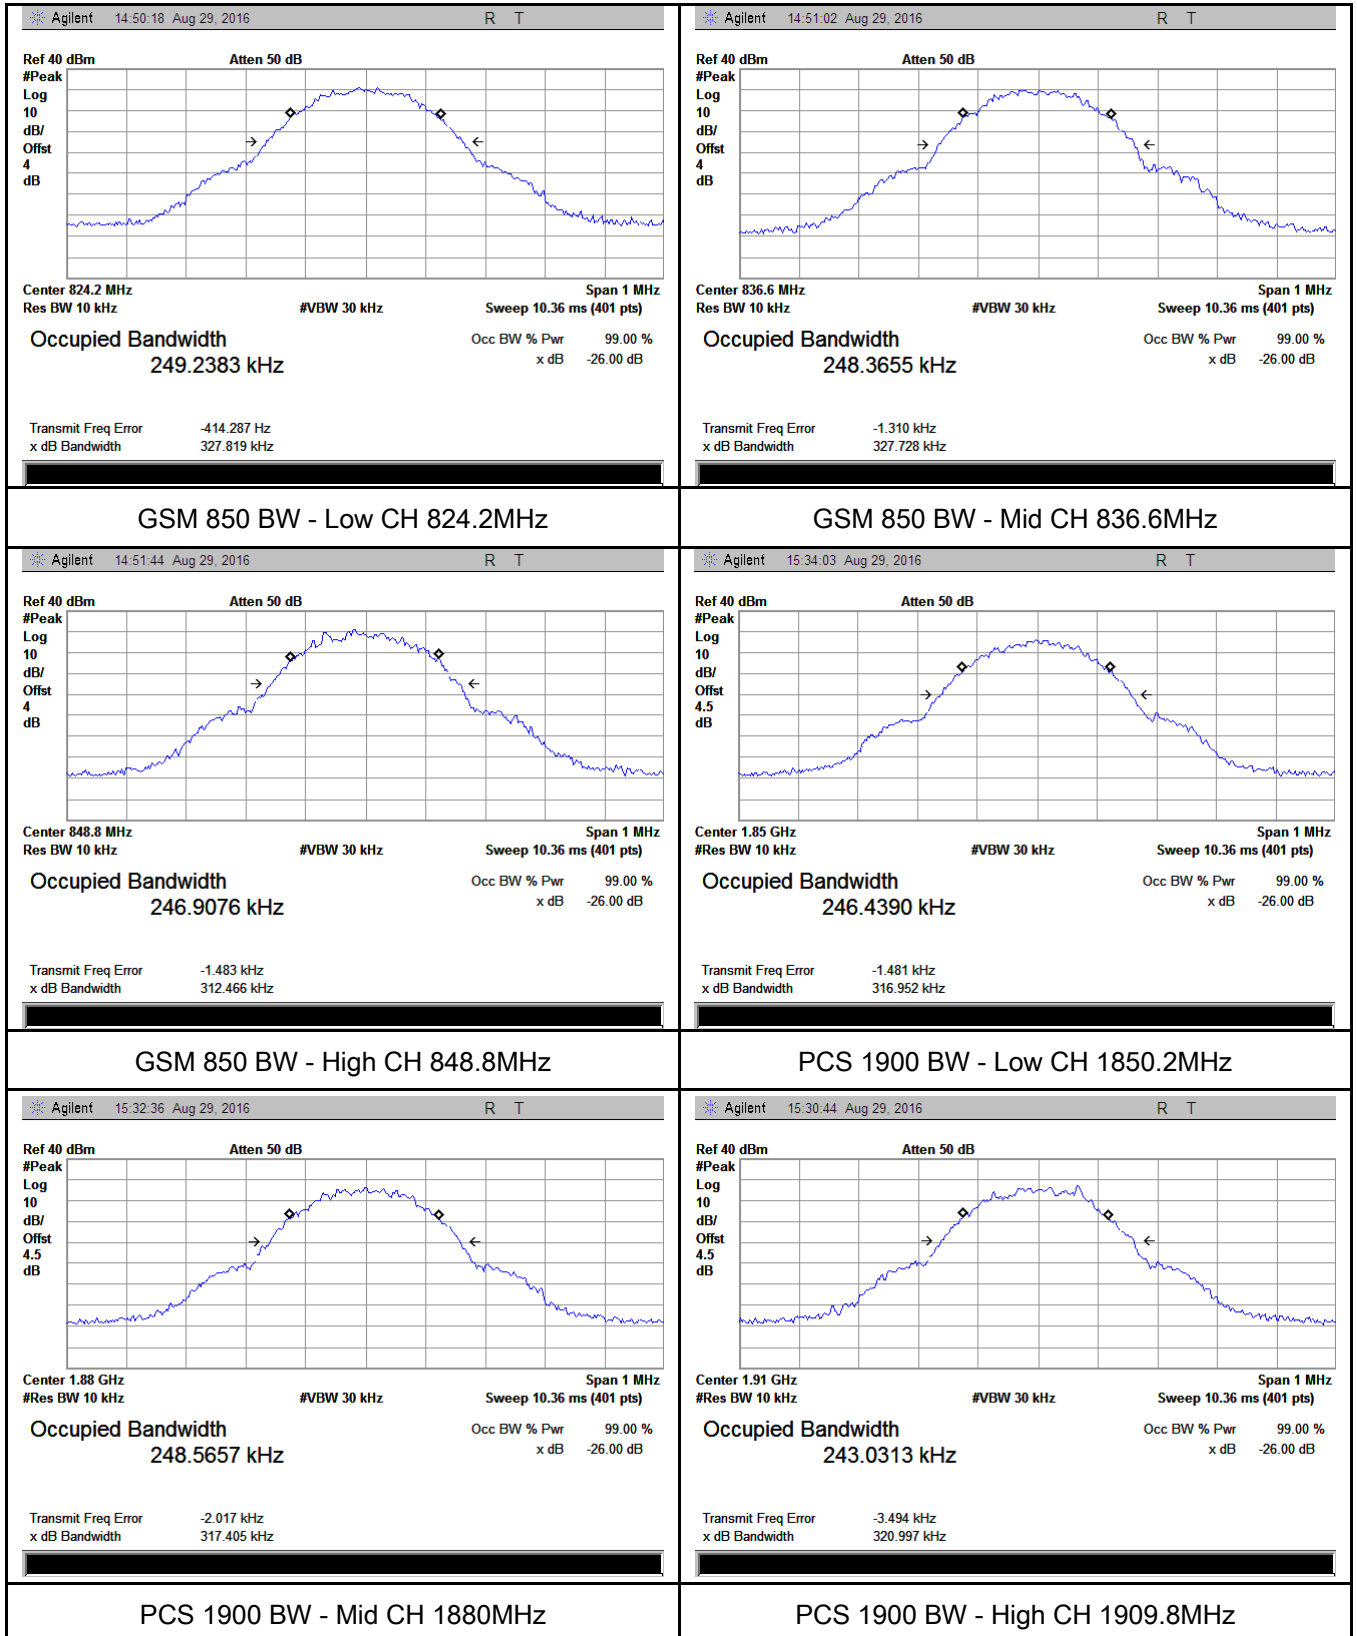 Agilent 14:50:18 Aug 29, 2016 R T
Ref 40 dBm Atten 50 dB
#Peak
Log
10
dB/
Offst
4
dB
Center 824.2 MHz Span 1 MHz
Res BW 10 kHz #VBW 30 kHz Sweep 10.36 ms (401 pts)
Occupied Bandwidth Occ BW % Pwr 99.00 %
249.2383 kHz x dB -26.00 dB
Transmit Freq Error -414.287 Hz
x dB Bandwidth 327.819 kHz
GSM 850 BW - Low CH 824.2MHz
Agilent 14:51:02 Aug 29, 2016 R T
Ref 40 dBm Atten 50 dB
#Peak
Log
10
dB/
Offst
4
dB
Center 836.6 MHz Span 1 MHz
Res BW 10 kHz #VBW 30 kHz Sweep 10.36 ms (401 pts)
Occupied Bandwidth Occ BW % Pwr 99.00 %
248.3655 kHz x dB -26.00 dB
Transmit Freq Error -1.310 kHz
x dB Bandwidth 327.728 kHz
GSM 850 BW - Mid CH 836.6MHz
Agilent 14:51:44 Aug 29, 2016 R T
Ref 40 dBm Atten 50 dB
#Peak
Log
10
dB/
Offst
4
dB
Center 848.8 MHz Span 1 MHz
Res BW 10 kHz #VBW 30 kHz Sweep 10.36 ms (401 pts)
Occupied Bandwidth Occ BW % Pwr 99.00 %
246.9076 kHz x dB -26.00 dB
Transmit Freq Error -1.483 kHz
x dB Bandwidth 312.466 kHz
GSM 850 BW - High CH 848.8MHz
Agilent 15:34:03 Aug 29, 2016 R T
Ref 40 dBm Atten 50 dB
#Peak
Log
10
dB/
Offst
4.5
dB
Center 1.85 GHz Span 1 MHz
#Res BW 10 kHz #VBW 30 kHz Sweep 10.36 ms (401 pts)
Occupied Bandwidth Occ BW % Pwr 99.00 %
246.4390 kHz x dB -26.00 dB
Transmit Freq Error -1.481 kHz
x dB Bandwidth 316.952 kHz
PCS 1900 BW - Low CH 1850.2MHz
Agilent 15:32:36 Aug 29, 2016 R T
Ref 40 dBm Atten 50 dB
#Peak
Log
10
dB/
Offst
4.5
dB
Center 1.88 GHz Span 1 MHz
#Res BW 10 kHz #VBW 30 kHz Sweep 10.36 ms (401 pts)
Occupied Bandwidth Occ BW % Pwr 99.00 %
248.5657 kHz x dB -26.00 dB
Transmit Freq Error -2.017 kHz
x dB Bandwidth 317.405 kHz
PCS 1900 BW - Mid CH 1880MHz
Agilent 15:30:44 Aug 29, 2016 R T
Ref 40 dBm Atten 50 dB
#Peak
Log
10
dB/
Offst
4.5
dB
Center 1.91 GHz Span 1 MHz
#Res BW 10 kHz #VBW 30 kHz Sweep 10.36 ms (401 pts)
Occupied Bandwidth Occ BW % Pwr 99.00 %
243.0313 kHz x dB -26.00 dB
Transmit Freq Error -3.494 kHz
x dB Bandwidth 320.997 kHz
PCS 1900 BW - High CH 1909.8MHz